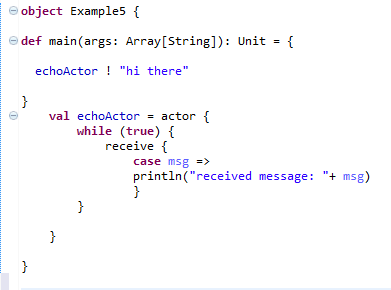 object Example5 {
def main(args: Array[String]): Unit = {
echoActor ! "hi there"
}
val echoActor = actor {
while (true) {
receive {
case msg =>
println("received message: "+ msg)
}
}
}
}